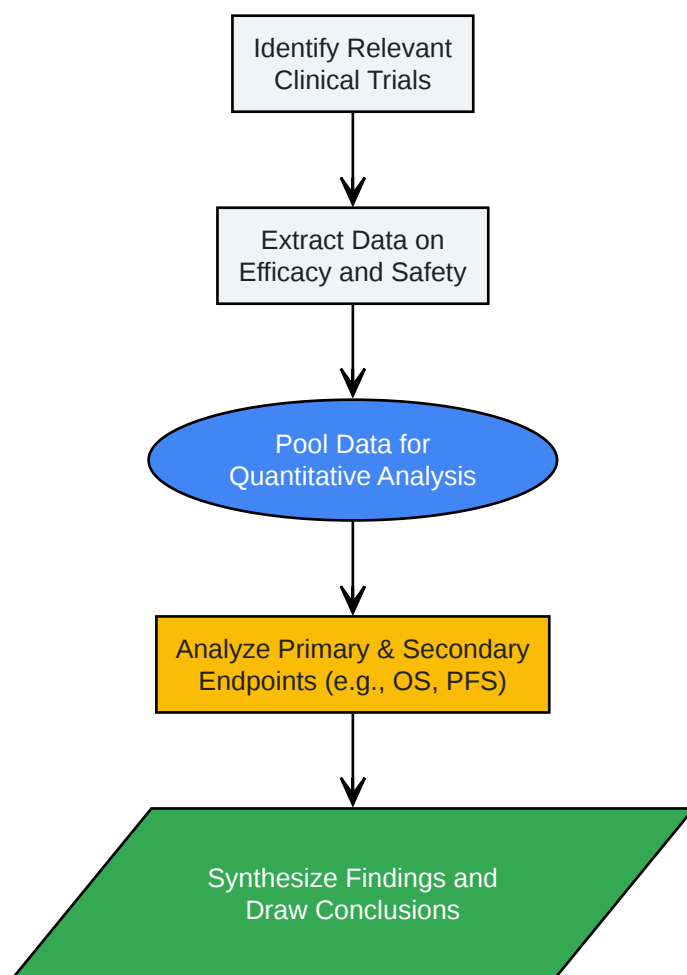 Identify Relevant
Clinical Trials
Extract Data on
Efficacy and Safety
Pool Data for
Quantitative Analysis
Analyze Primary & Secondary
Endpoints (e.g., OS, PFS)
Synthesize Findings and
Draw Conclusions